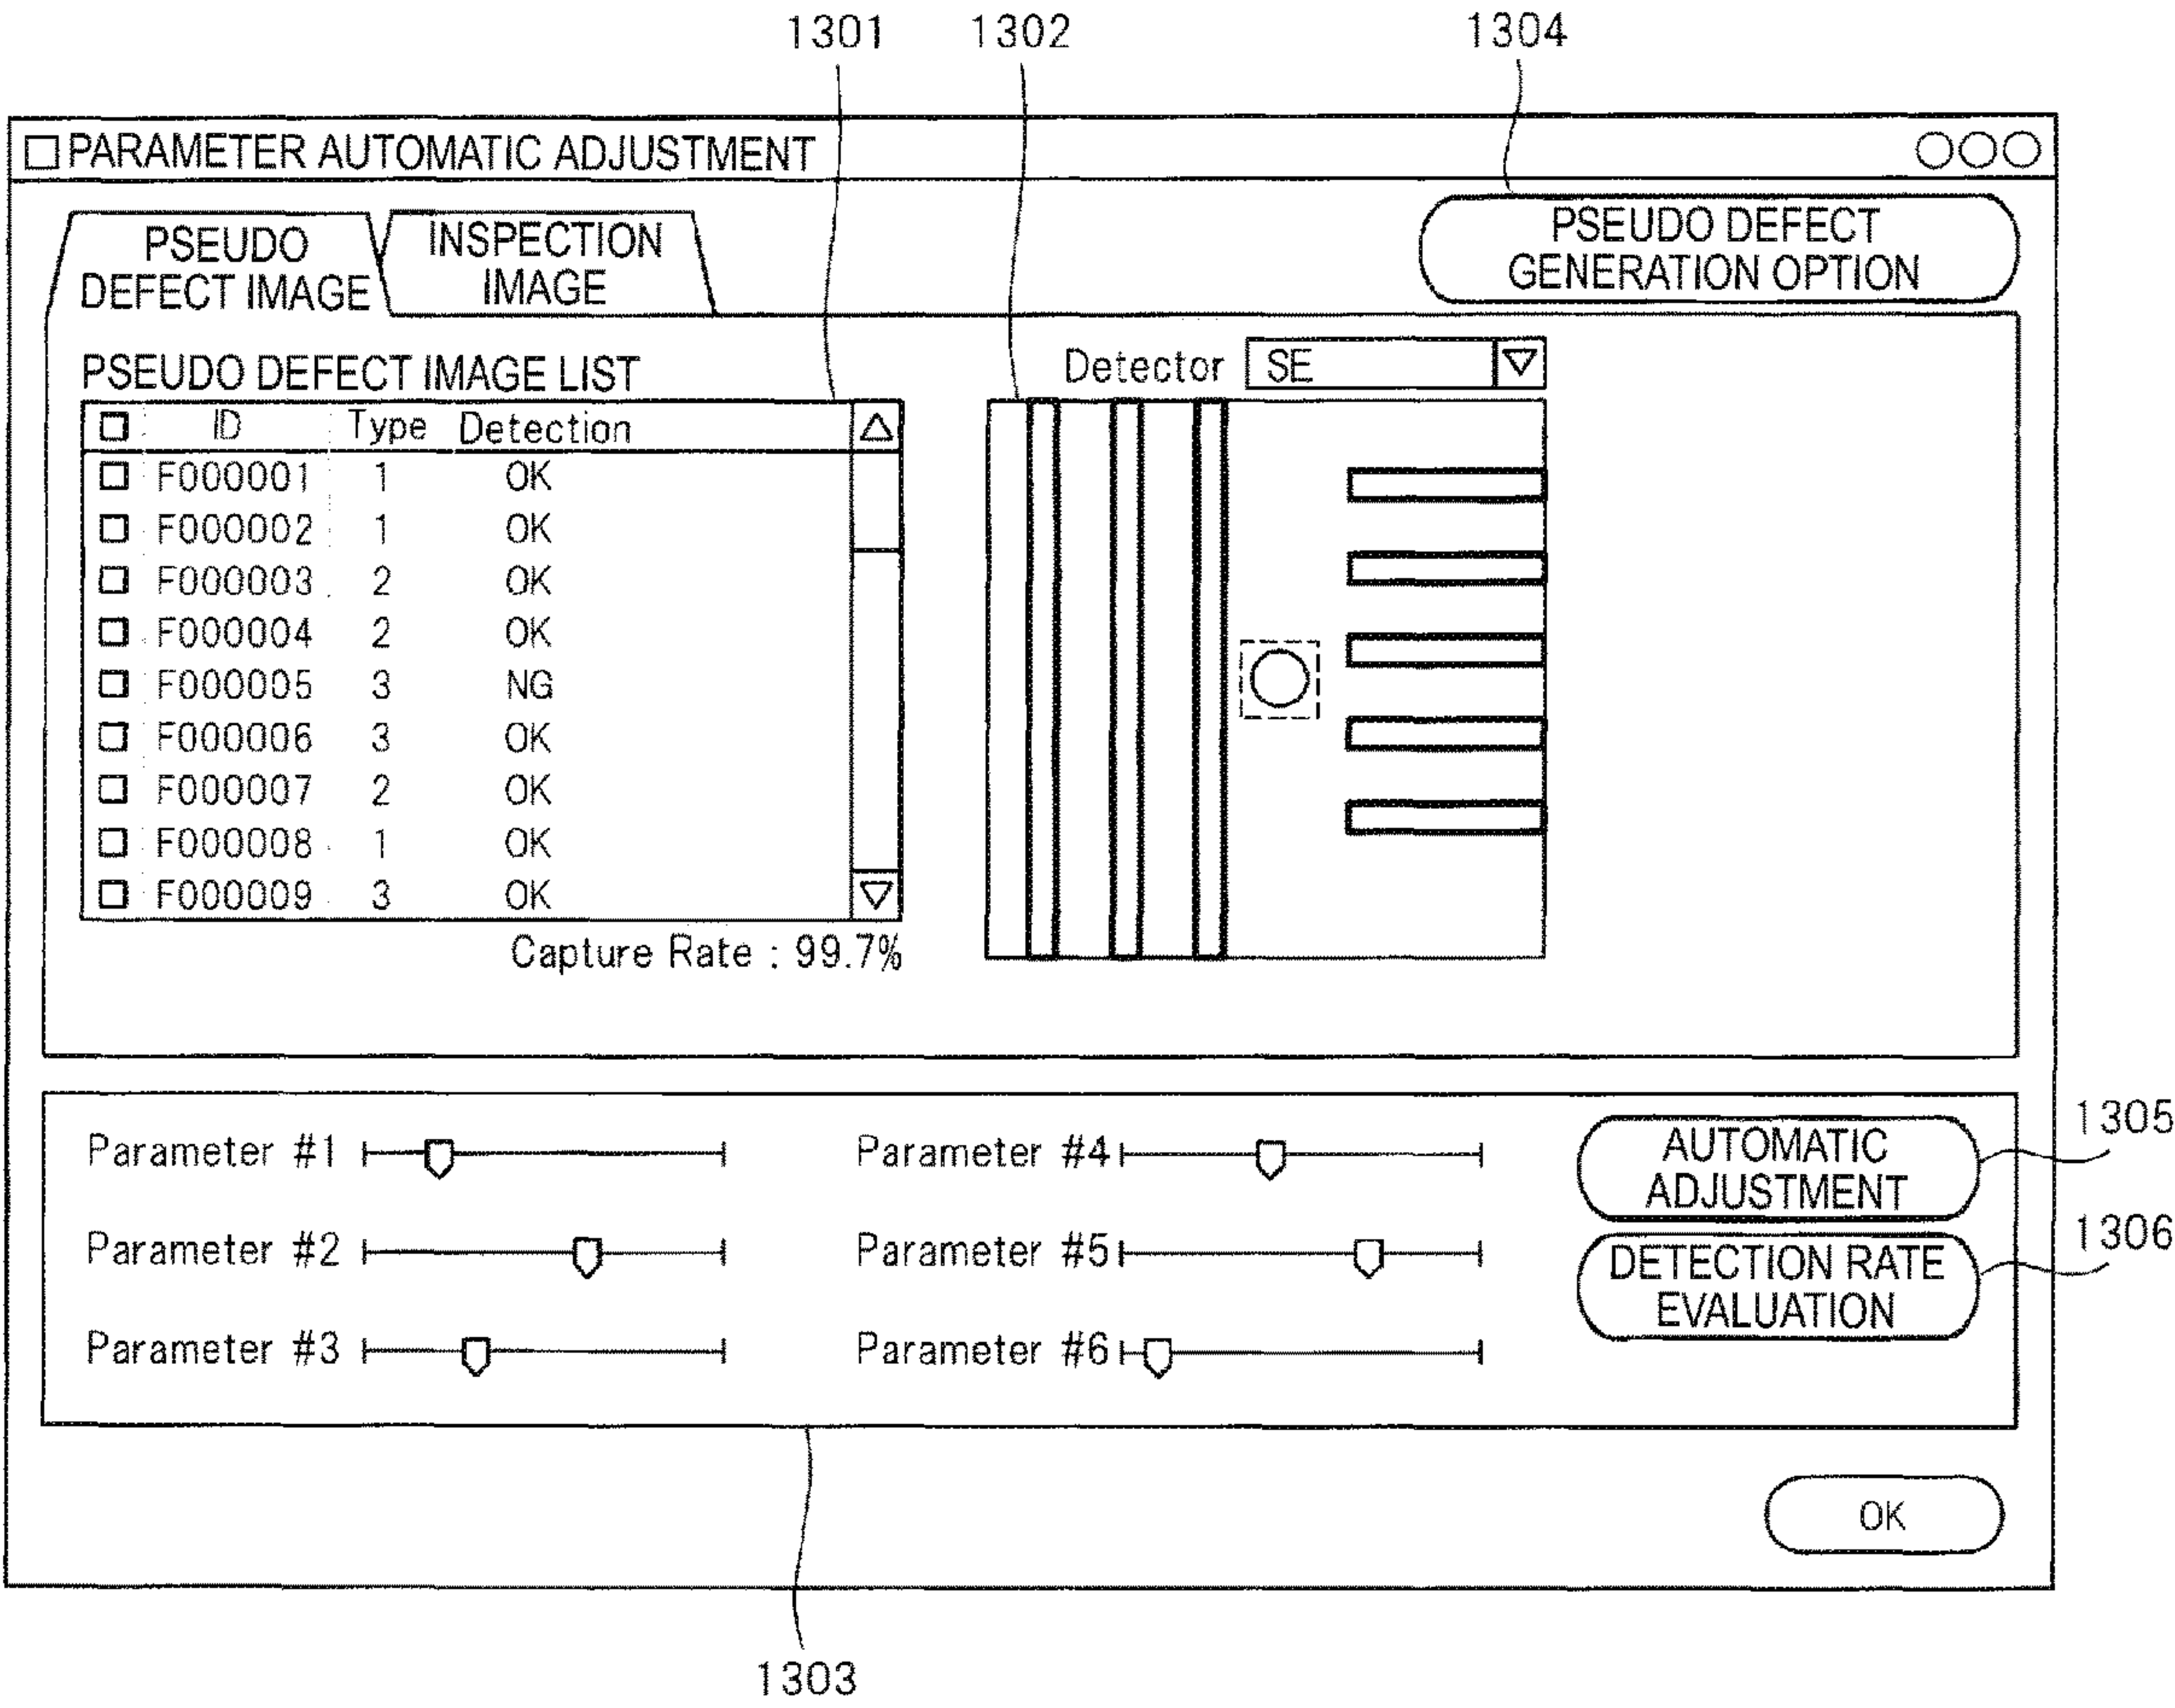 1301 1302 1304
PARAMETER AUTOMATIC ADJUSTMENT
PSEUDO
DEFECT IMAGE
INSPECTION
IMAGE
PSEUDO DEFECT
GENERATION OPTION
PSEUDO DEFECT IMAGE LIST
ID Type Detection
F000001 1 OK
F000002 1 OK
F000003 2 OK
F000004 2 OK
F000005 3 NG
F000006 3 OK
F000007 2 OK
F000008 1 OK
F000009 3 OK
Capture Rate : 99.7%
Detector SE
Parameter #1
Parameter #2
Parameter #3
Parameter #4
Parameter #5
Parameter #6
AUTOMATIC
ADJUSTMENT
1305
DETECTION RATE
EVALUATION
1306
OK
1303